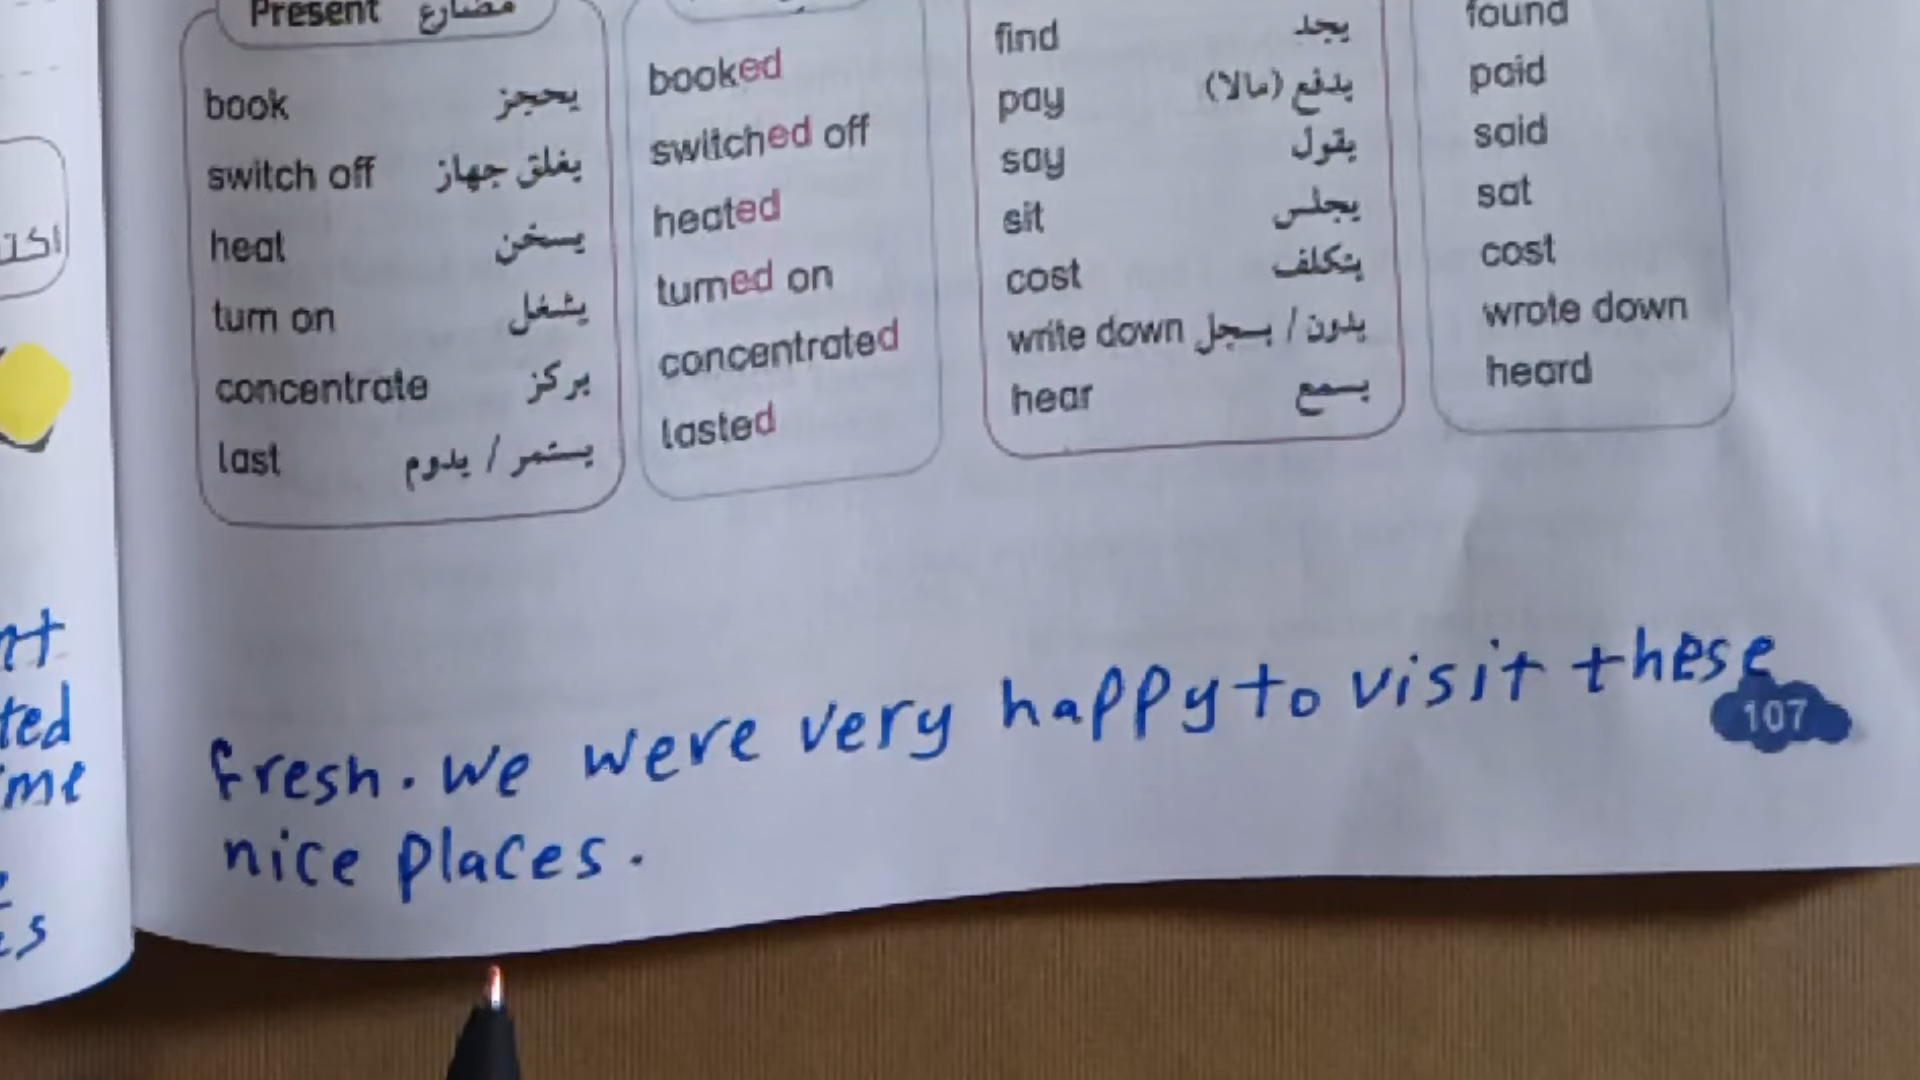 Present مضارع
book يحجز
switch off يغلق جهاز
heat يسخن
turn on يشغل
concentrate يركز
last يستمر / يدوم
booked
switched off
heated
turned on
concentrated
lasted
find يجد
pay يدفع (مالا)
say يقول
sit يجلس
cost يتكلف
write down يدون / يسجل
hear يسمع
found
paid
said
sat
cost
wrote down
heard
fresh. We were very happy to visit these
nice places.
107